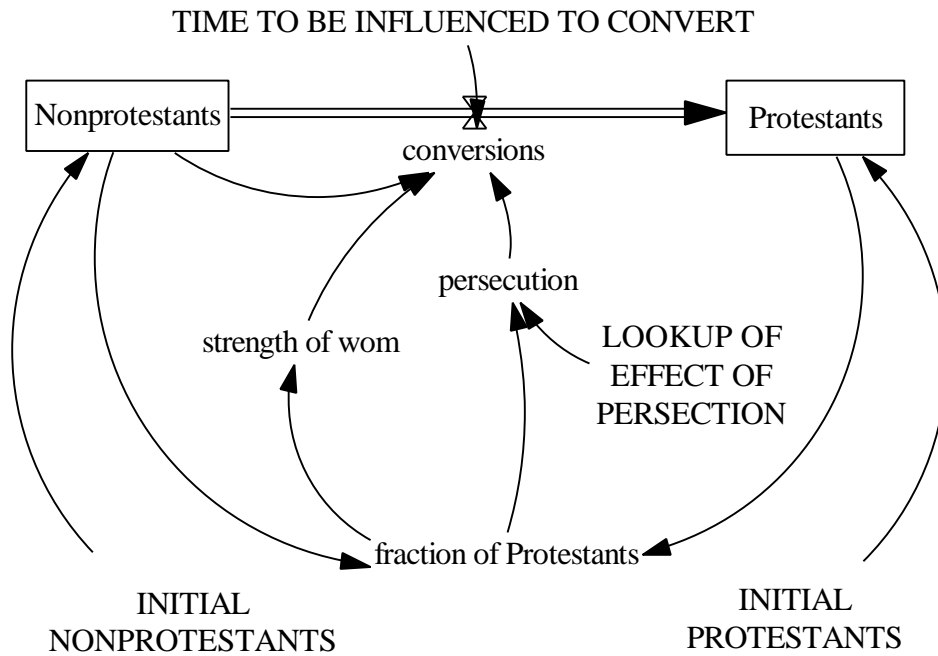 TIME TO BE INFLUENCED TO CONVERT
Nonprotestants
Protestants
conversions
persecution
strength of wom
LOOKUP OF
EFFECT OF
PERSECTION
fraction of Protestants
INITIAL
NONPROTESTANTS
INITIAL
PROTESTANTS